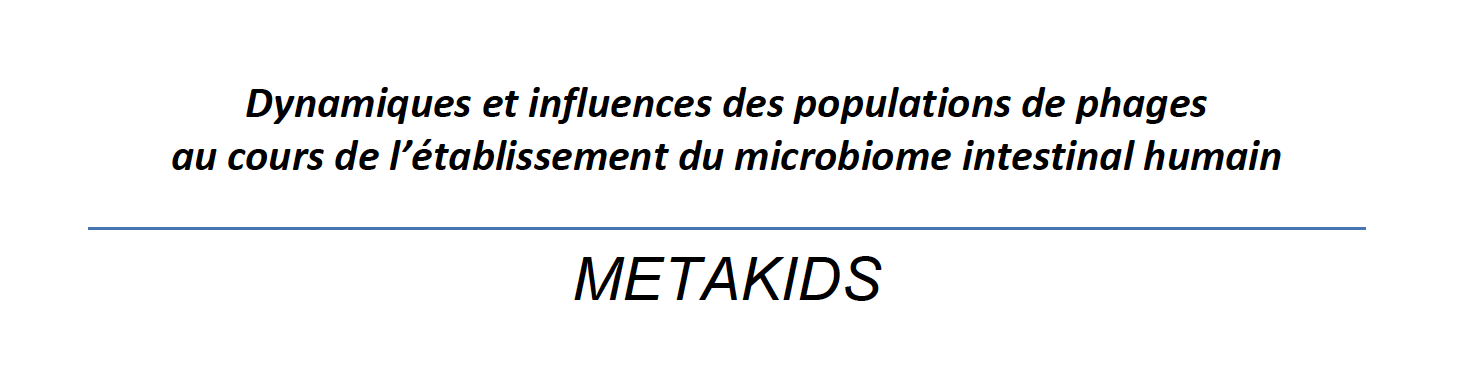 Dynamiques et influences des populations de phages
au cours de l’établissement du microbiome intestinal humain
METAKIDS